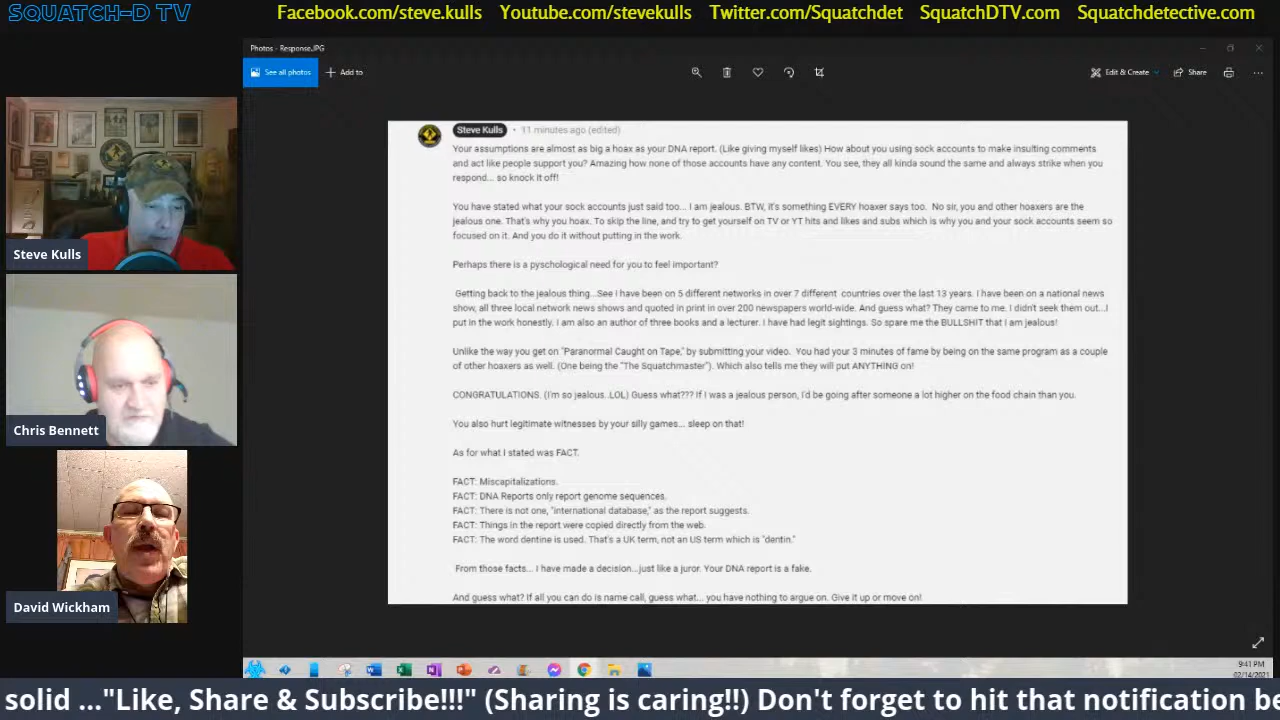 SQUATCH-D TV
Facebook.com/steve.kulls Youtube.com/stevekulls Twitter.com/Squatchdet SquatchDTV.com Squatchdetective.com
Photos - Response.JPG
See all photos
Add to
Edit & Create
Share
Steve Kulls • 11 minutes ago (edited)
Your assumptions are almost as big a hoax as your DNA report. (Like giving myself likes) How about you using sock accounts to make insulting comments
and act like people support you? Amazing how none of those accounts have any content. You see, they all kinda sound the same and always strike when you
respond... so knock it off!
You have stated what your sock accounts just said too... I am jealous. BTW, it's something EVERY hoaxer says too. No sir, you and other hoaxers are the
jealous one. That's why you hoax. To skip the line, and try to get yourself on TV or YT hits and likes and subs which is why you and your sock accounts seem so
focused on it. And you do it without putting in the work.
Perhaps there is a pyschological need for you to feel important?
Getting back to the jealous thing...See I have been on 5 different networks in over 7 different countries over the last 13 years. I have been on a national news
show, all three local network news shows and quoted in print in over 200 newspapers world-wide. And guess what? They came to me. I didn't seek them out...I
put in the work honestly. I am also an author of three books and a lecturer. I have had legit sightings. So spare me the BULLSHIT that I am jealous!
Unlike the way you get on "Paranormal Caught on Tape," by submitting your video. You had your 3 minutes of fame by being on the same program as a couple
of other hoaxers as well. (One being the "The Squatchmaster"). Which also tells me they will put ANYTHING on!
CONGRATULATIONS. (I'm so jealous..LOL) Guess what??? If I was a jealous person, I'd be going after someone a lot higher on the food chain than you.
You also hurt legitimate witnesses by your silly games... sleep on that!
As for what I stated was FACT.
FACT: Miscapitalizations.
FACT: DNA Reports only report genome sequences.
FACT: There is not one, "international database," as the report suggests.
FACT: Things in the report were copied directly from the web.
FACT: The word dentine is used. That's a UK term, not an US term which is "dentin."
From those facts... I have made a decision...just like a juror. Your DNA report is a fake.
And guess what? If all you can do is name call, guess what... you have nothing to argue on. Give it up or move on!
Steve Kulls
Chris Bennett
David Wickham
9:41 PM
02/14/2021
solid ..."Like, Share & Subscribe!!!" (Sharing is caring!!) Don't forget to hit that notification be